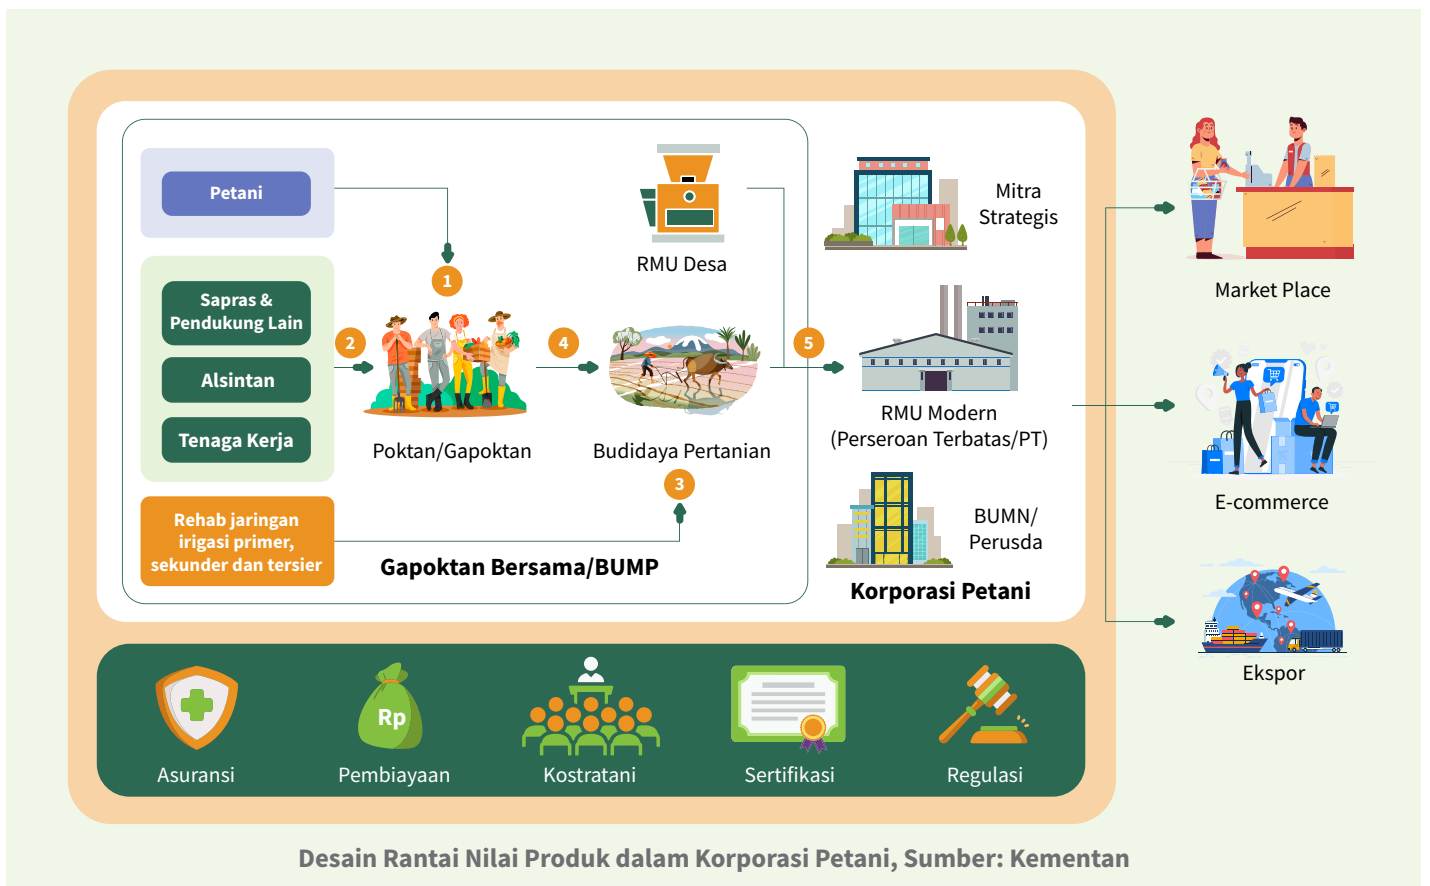 Petani
Sapras &
Pendukung Lain
Alsintan
Tenaga Kerja
Rehab jaringan
irigasi primer,
sekunder dan tersier
1
2
Poktan/Gapoktan
4
RMU Desa
Budidaya Pertanian
3
Gapoktan Bersama/BUMP
5
Mitra
Strategis
RMU Modern
(Perseroan Terbatas/PT)
BUMN/
Perusda
Korporasi Petani
Market Place
E-commerce
Ekspor
Rp
Asuransi
Pembiayaan
Kostratani
Sertifikasi
Regulasi
Desain Rantai Nilai Produk dalam Korporasi Petani, Sumber: Kementan